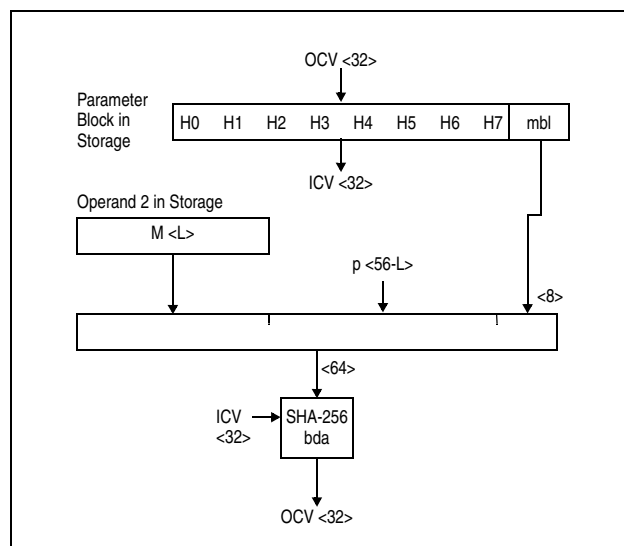 OCV <32>
Parameter
Block in
Storage
H0 H1 H2 H3 H4 H5 H6 H7 mbl
ICV <32>
Operand 2 in Storage
M <L>
p <56-L>
<8>
<64>
ICV
<32>
SHA-256
bda
OCV <32>